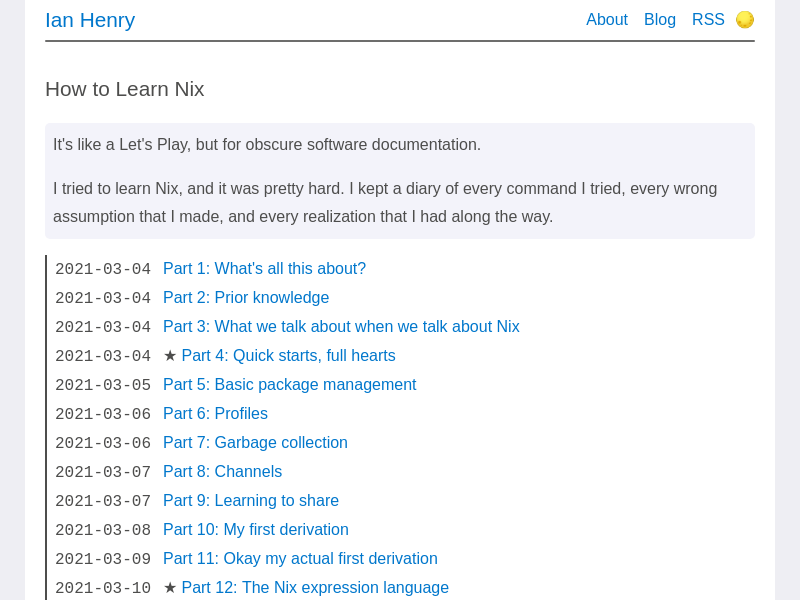 Ian Henry
About Blog RSS
How to Learn Nix
It's like a Let's Play, but for obscure software documentation.
I tried to learn Nix, and it was pretty hard. I kept a diary of every command I tried, every wrong
assumption that I made, and every realization that I had along the way.
2021-03-04 Part 1: What's all this about?
2021-03-04 Part 2: Prior knowledge
2021-03-04 Part 3: What we talk about when we talk about Nix
2021-03-04 ★ Part 4: Quick starts, full hearts
2021-03-05 Part 5: Basic package management
2021-03-06 Part 6: Profiles
2021-03-06 Part 7: Garbage collection
2021-03-07 Part 8: Channels
2021-03-07 Part 9: Learning to share
2021-03-08 Part 10: My first derivation
2021-03-09 Part 11: Okay my actual first derivation
2021-03-10 ★ Part 12: The Nix expression language